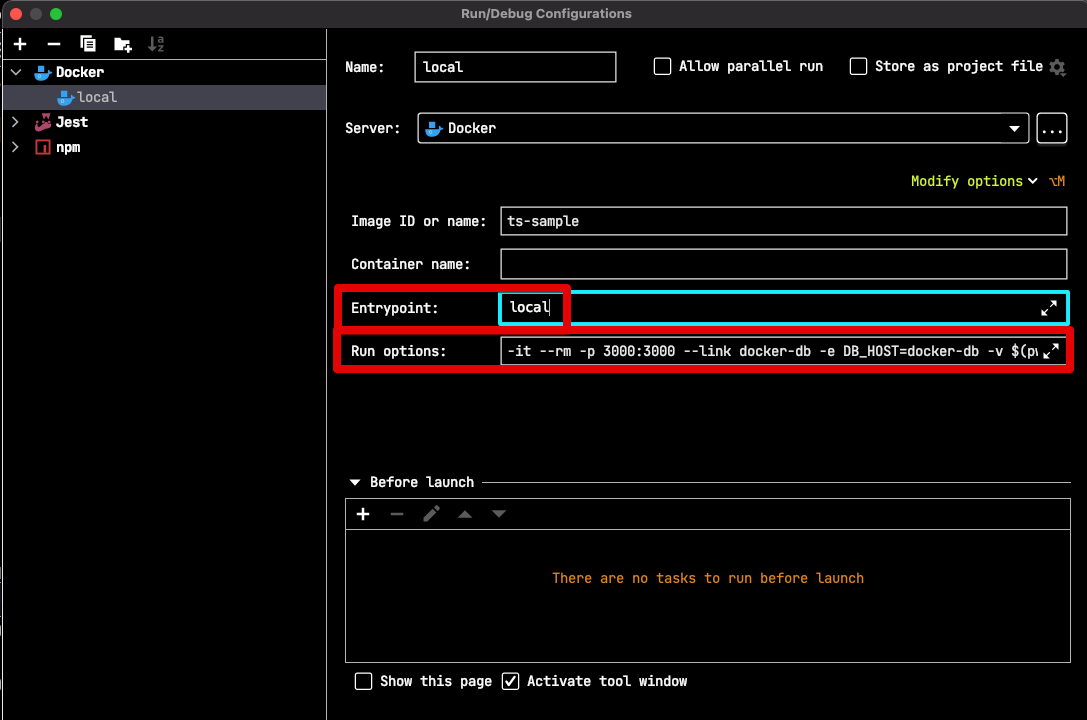 Run/Debug Configurations
Docker
local
Jest
npm
Name: local
Allow parallel run
Store as project file
Server: Docker
...
Modify options ⌥M
Image ID or name: ts-sample
Container name:
Entrypoint: local
Run options: -it --rm -p 3000:3000 --link docker-db -e DB_HOST=docker-db -v $(pw
Before launch
There are no tasks to run before launch
Show this page
Activate tool window